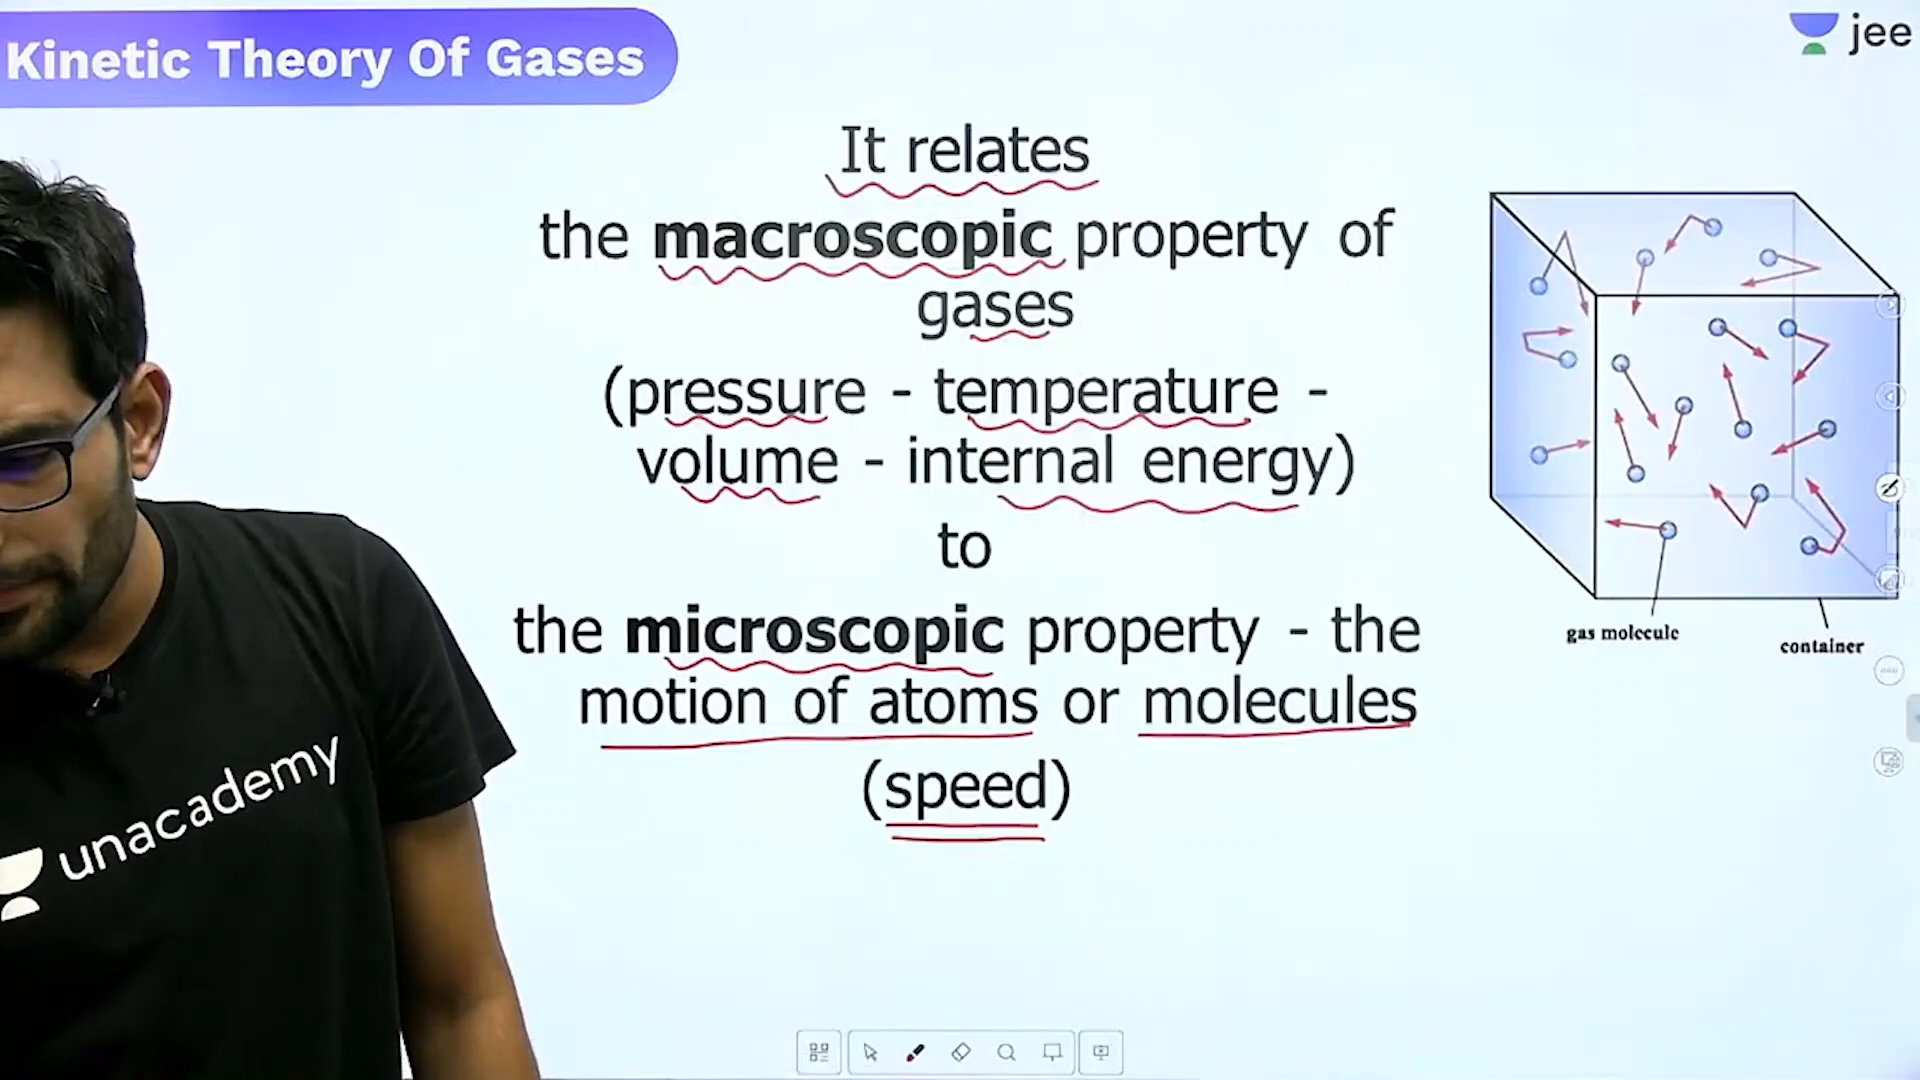 Kinetic Theory Of Gases
jee
It relates
the macroscopic property of
gases
(pressure - temperature -
volume - internal energy)
to
the microscopic property - the
motion of atoms or molecules
(speed)
gas molecule
container
unacademy